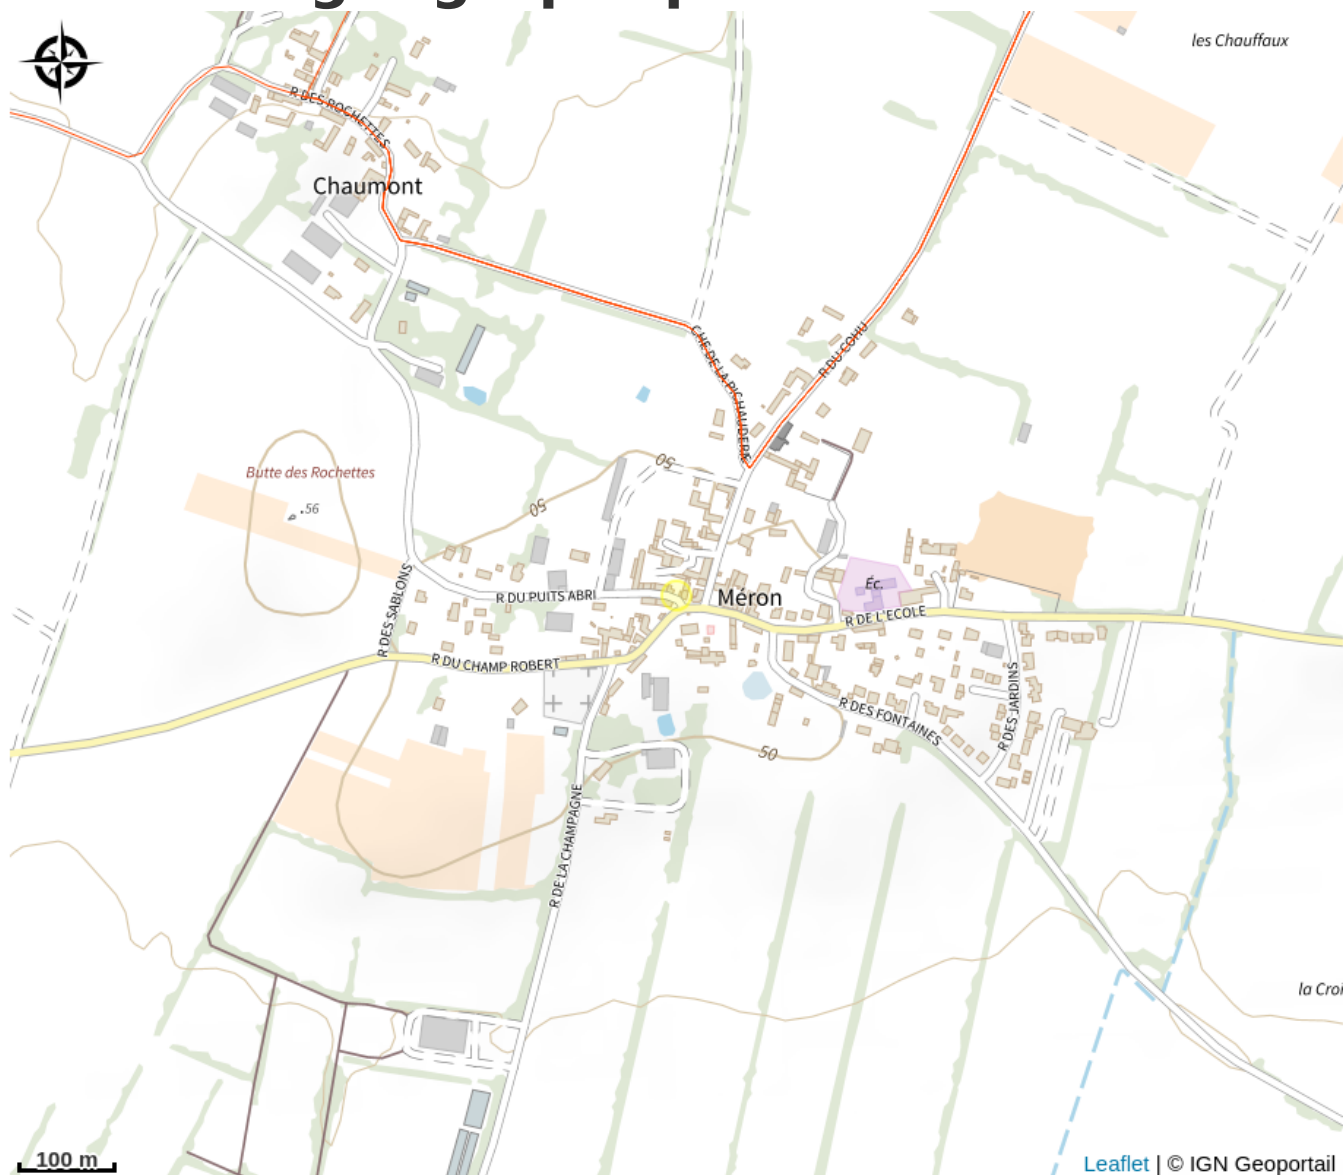 les Chauffaux
R DES ROCHETTES
Chaumont
CHE DE LA PICHAUDERIE
R DU COHU
50
Butte des Rochettes
56
50
Éc.
R DU PUITS ABRI
Méron
R DES SABLONS
R DE L'ECOLE
R DU CHAMP ROBERT
R DES JARDINS
R DES FONTAINES
50
R DE LA CHAMPAGNE
la Croi
100 m
Leaflet | © IGN Geoportail